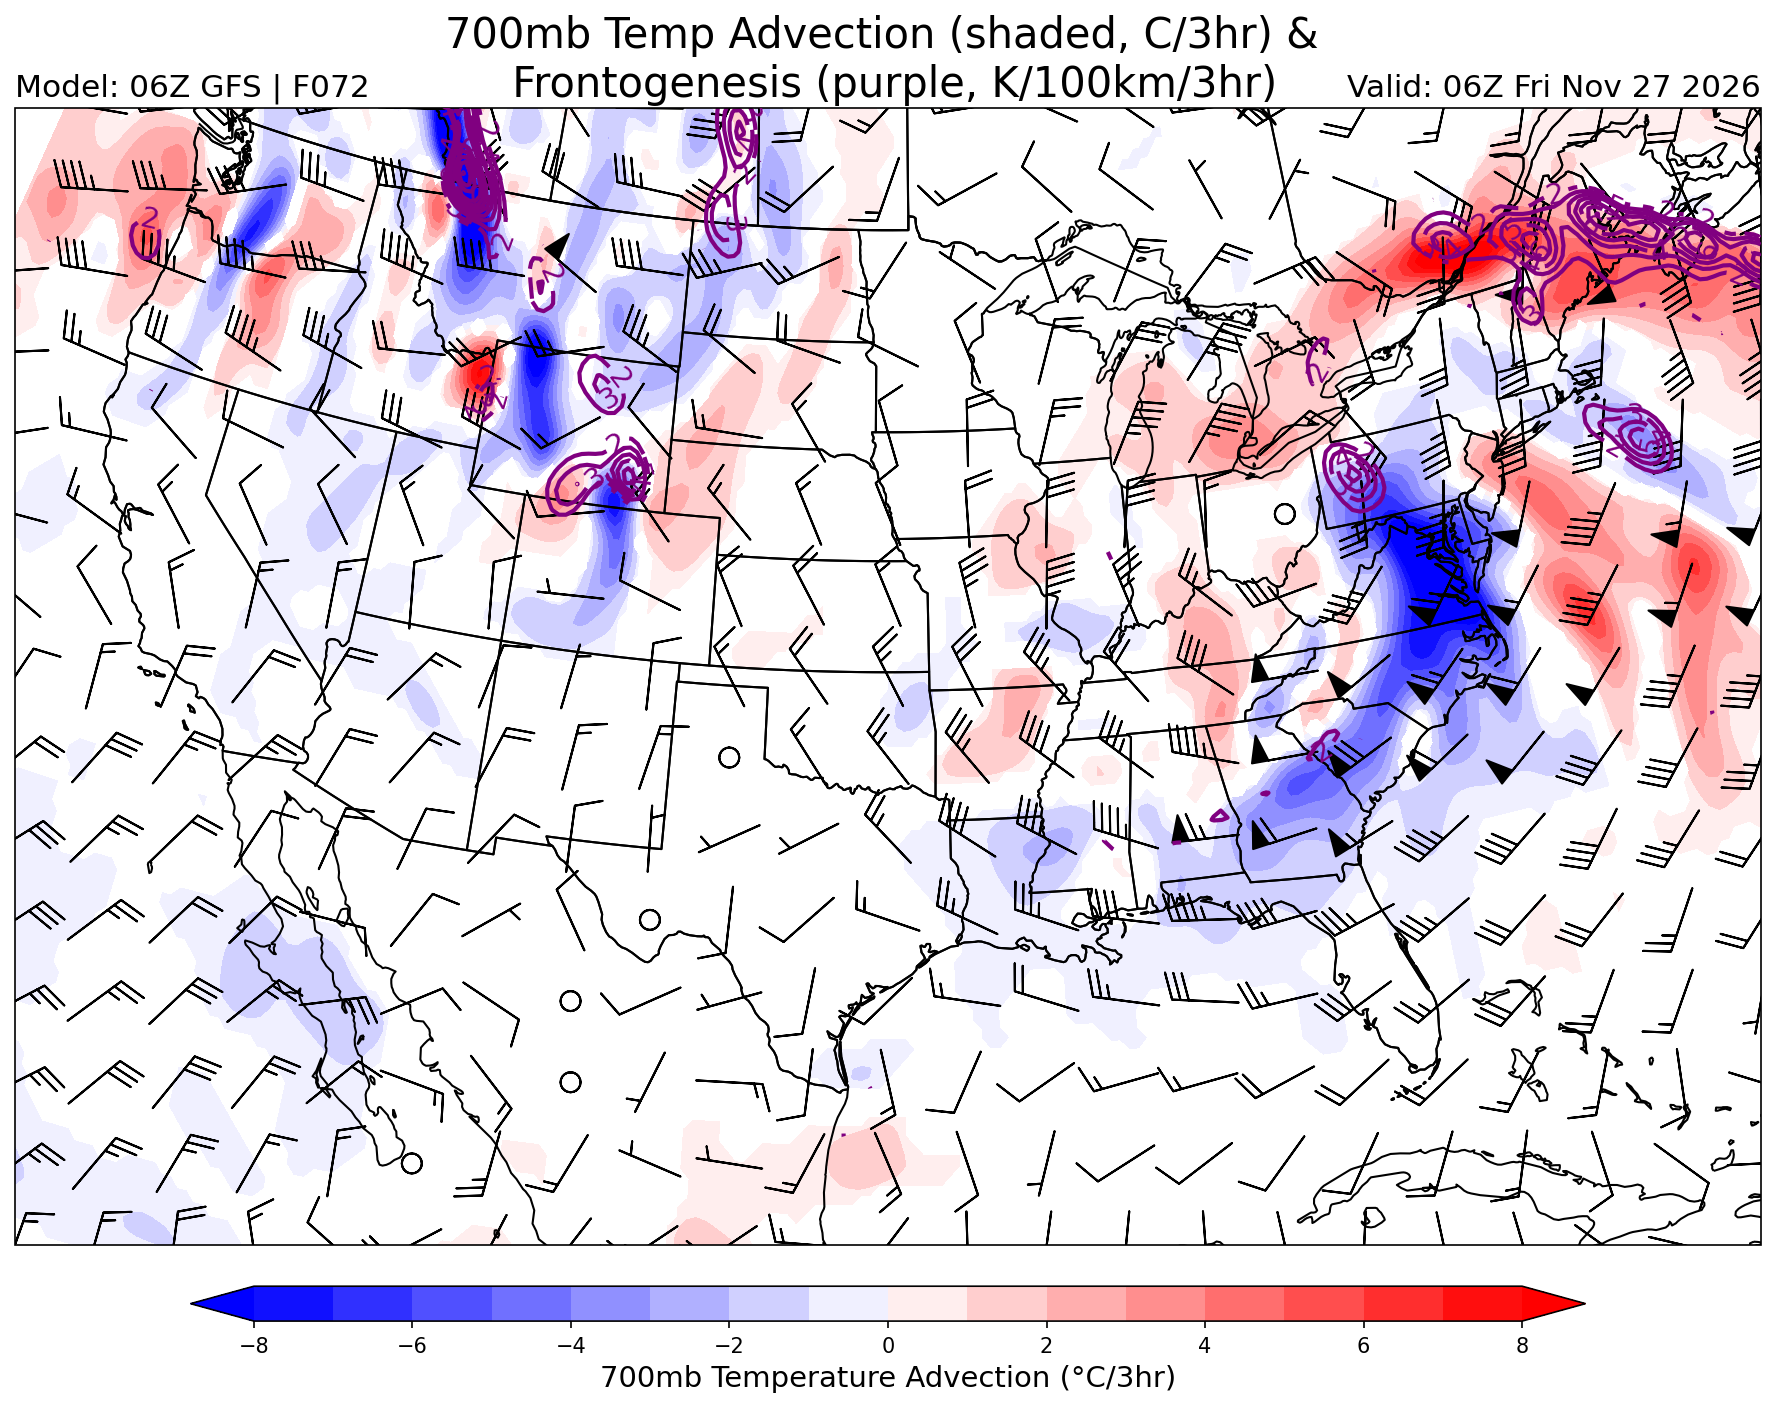 700mb Temp Advection (shaded, C/3hr) &
Frontogenesis (purple, K/100km/3hr)
Model: 06Z GFS | F072
Valid: 06Z Fri Nov 27 2026
−8 −6 −4 −2 0 2 4 6 8
700mb Temperature Advection (°C/3hr)